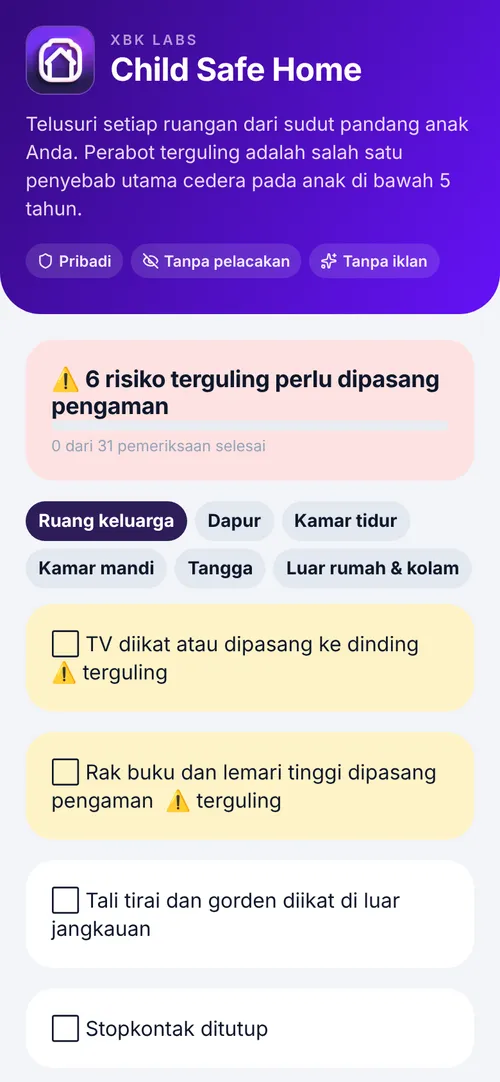 XBK LABS
Child Safe Home
Telusuri setiap ruangan dari sudut pandang anak
Anda. Perabot terguling adalah salah satu
penyebab utama cedera pada anak di bawah 5
tahun.
Pribadi
Tanpa pelacakan
Tanpa iklan
⚠️ 6 risiko terguling perlu dipasang
pengaman
0 dari 31 pemeriksaan selesai
Ruang keluarga
Dapur
Kamar tidur
Kamar mandi
Tangga
Luar rumah & kolam
TV diikat atau dipasang ke dinding
⚠️ terguling
Rak buku dan lemari tinggi dipasang
pengaman ⚠️ terguling
Tali tirai dan gorden diikat di luar
jangkauan
Stopkontak ditutup